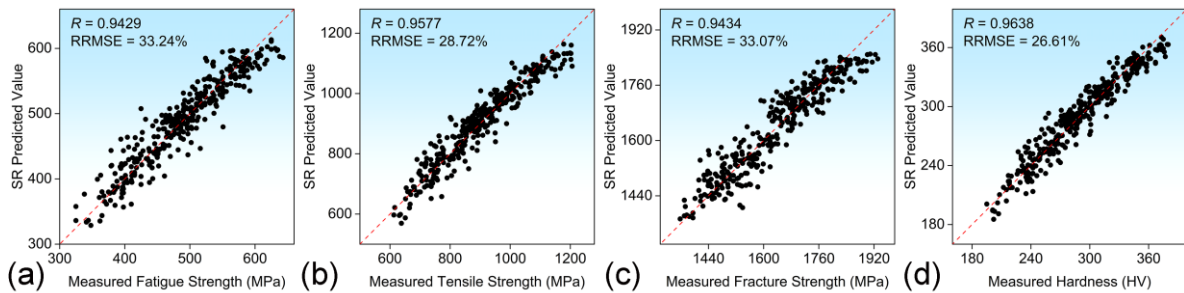 R = 0.9429
RRMSE = 33.24%
600
500
400
300
300
400
500
600
SR Predicted Value
Measured Fatigue Strength (MPa)
(a)
R = 0.9577
RRMSE = 28.72%
1200
1000
800
600
600
800
1000
1200
SR Predicted Value
Measured Tensile Strength (MPa)
(b)
R = 0.9434
RRMSE = 33.07%
1920
1760
1600
1440
1440
1600
1760
1920
SR Predicted Value
Measured Fracture Strength (MPa)
(c)
R = 0.9638
RRMSE = 26.61%
360
300
240
180
180
240
300
360
SR Predicted Value
Measured Hardness (HV)
(d)